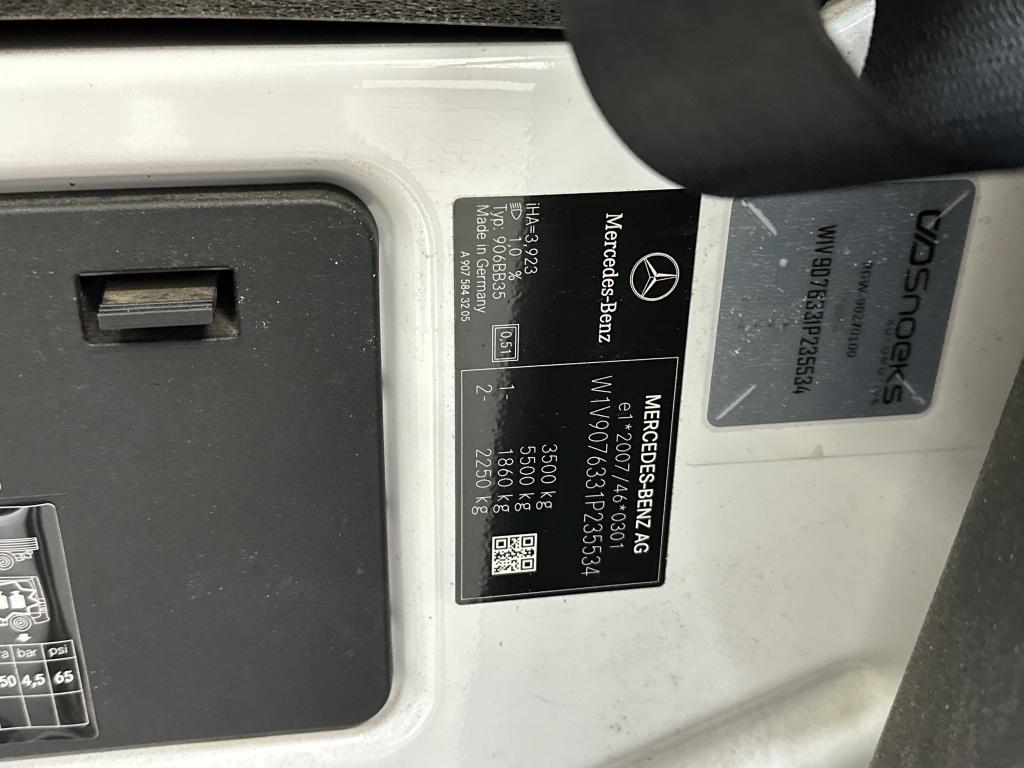 Mercedes-Benz
iHA=3,923
1,0 %
Typ: 906BB35
Made in Germany
A 907 584 32 05
0,51
MERCEDES-BENZ AG
e1*2007/46*0301
W1V9076331P235534
3500 kg
5500 kg
1- 1860 kg
2- 2250 kg
Snoeks
W1V9076331P235534
bar psi
50 4,5 65